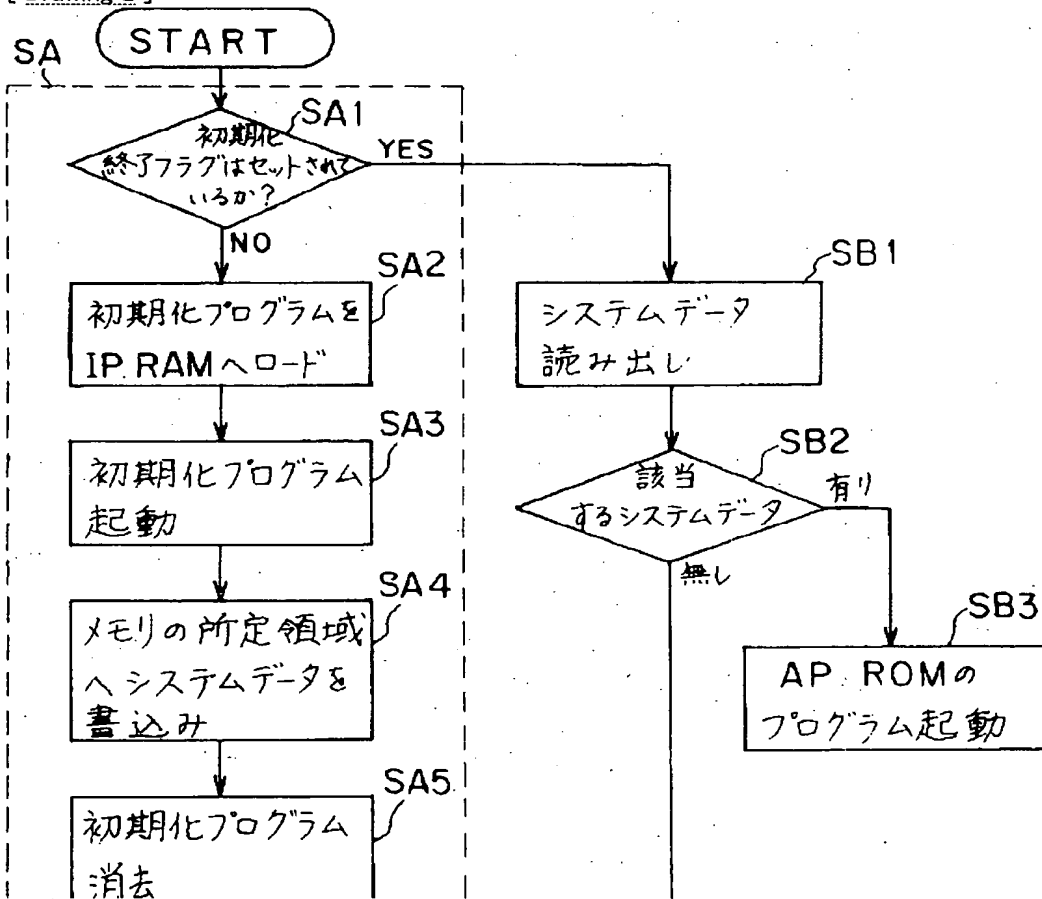 START
SA
SA1
初期化
終了フラグはセットされて
いるか?
YES
NO
SA2
初期化プログラムを
IP RAMへロード
SA3
初期化プログラム
起動
SA4
メモリの所定領域
へシステムデータを
書込み
SA5
初期化プログラム
消去
SB1
システムデータ
読み出し
SB2
該当
するシステムデータ
有り
無し
SB3
AP ROMの
プログラム起動